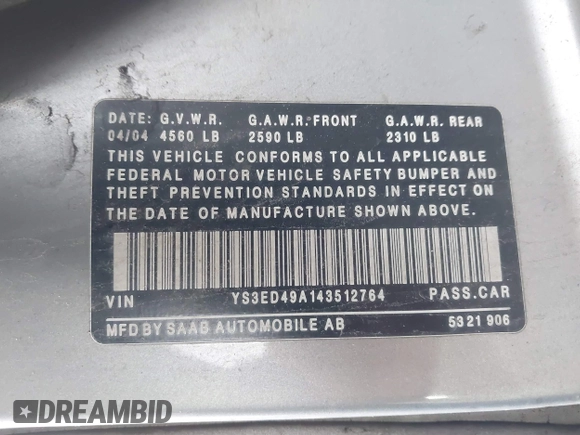 DATE: G.V.W.R. G.A.W.R.:FRONT G.A.W.R. REAR
04/04 4560 LB 2590 LB 2310 LB
THIS VEHICLE CONFORMS TO ALL APPLICABLE
FEDERAL MOTOR VEHICLE SAFETY BUMPER AND
THEFT PREVENTION STANDARDS IN EFFECT ON
THE DATE OF MANUFACTURE SHOWN ABOVE.
VIN YS3ED49A143512764 PASS.CAR
MFD BY SAAB AUTOMOBILE AB 5321906
DREAMBID